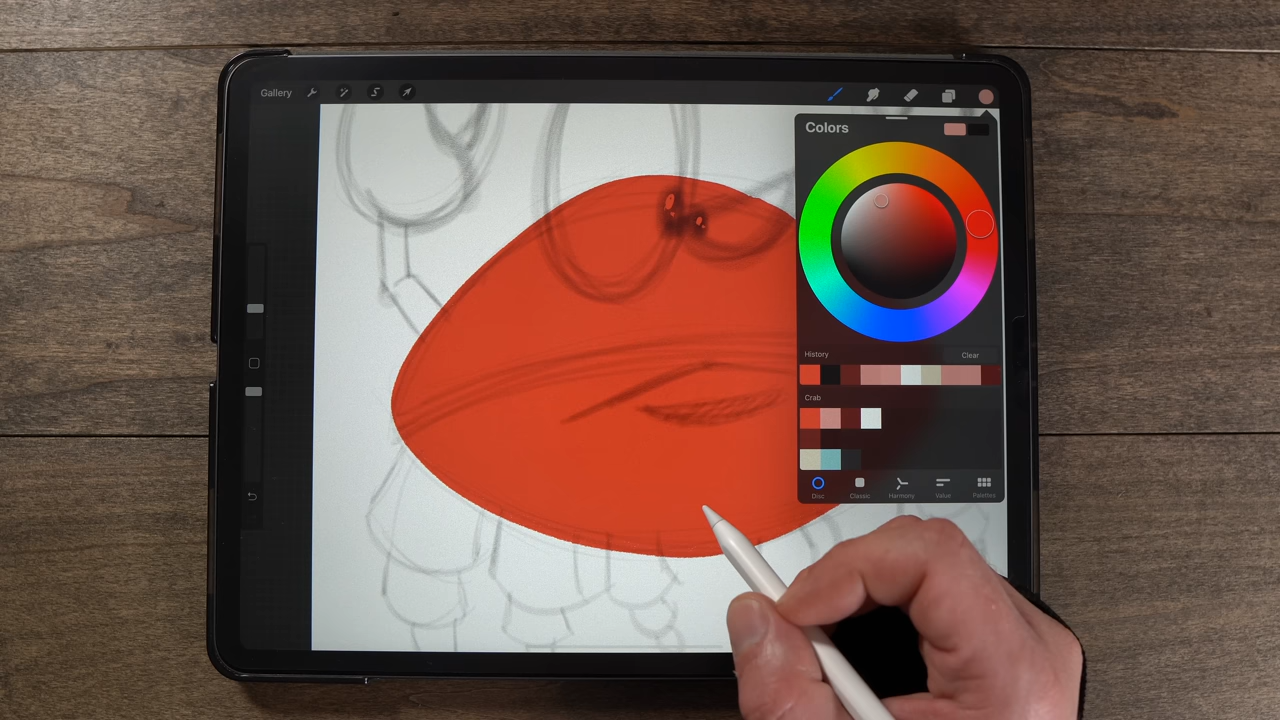 Gallery
Colors
History Clear
Crab
Disc Classic Harmony Value Palettes